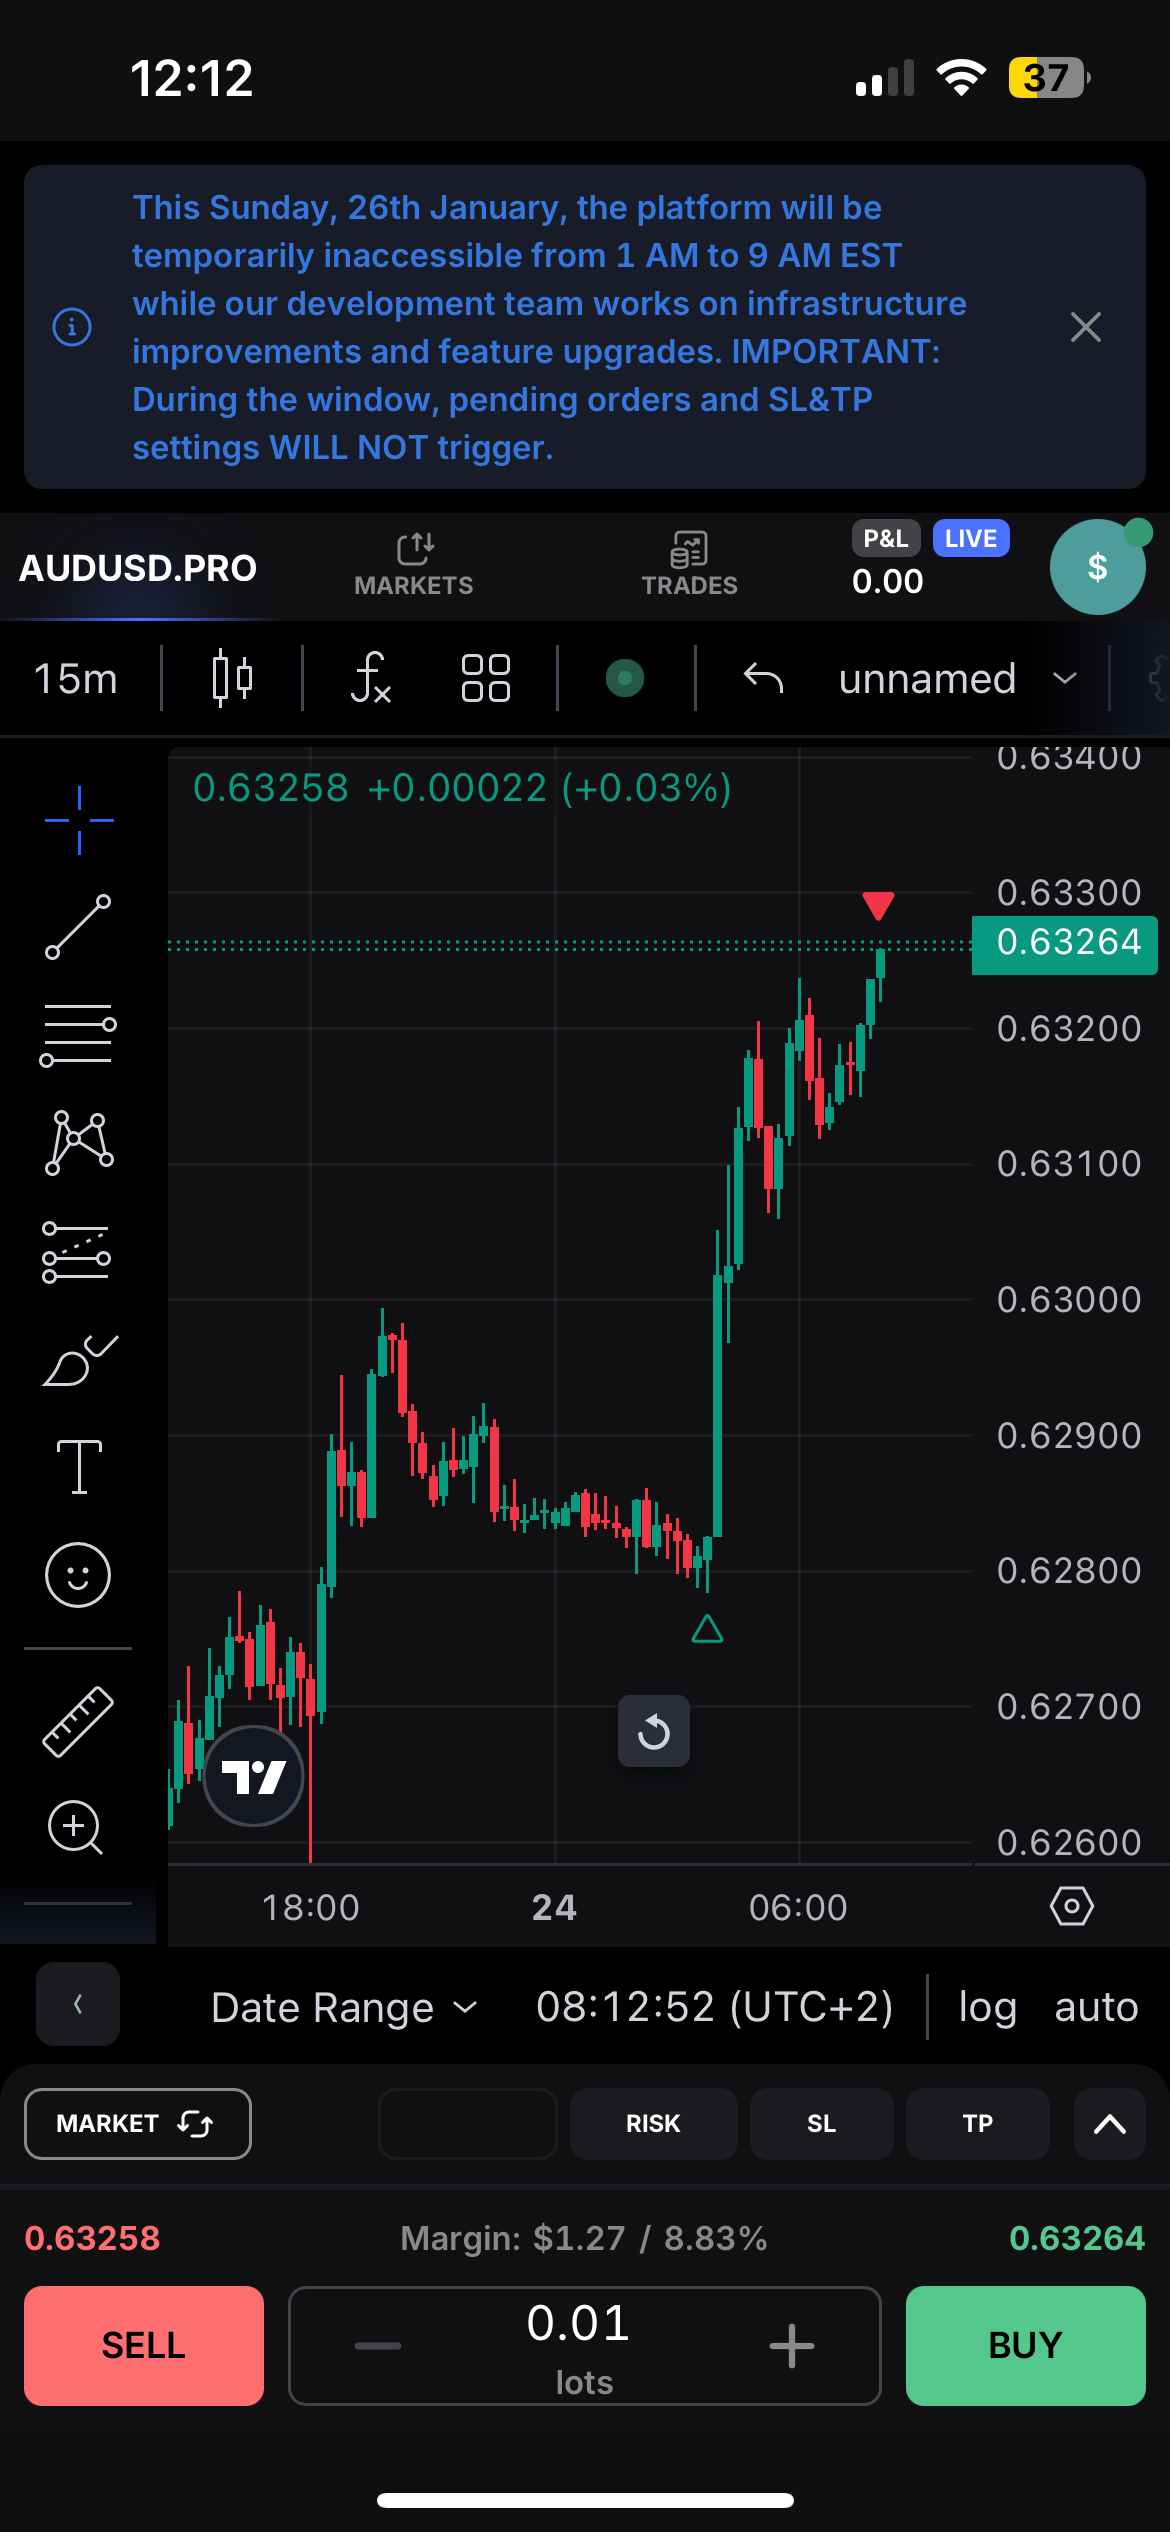 12:12
37
This Sunday, 26th January, the platform will be
temporarily inaccessible from 1 AM to 9 AM EST
while our development team works on infrastructure
improvements and feature upgrades. IMPORTANT:
During the window, pending orders and SL&TP
settings WILL NOT trigger.
AUDUSD.PRO
MARKETS
TRADES
P&L LIVE
0.00
$
15m
unnamed
0.63258 +0.00022 (+0.03%)
0.63400
0.63300
0.63264
0.63200
0.63100
0.63000
0.62900
0.62800
0.62700
0.62600
18:00 24 06:00
Date Range 08:12:52 (UTC+2) log auto
MARKET RISK SL TP
0.63258 Margin: $1.27 / 8.83% 0.63264
SELL 0.01 BUY
lots